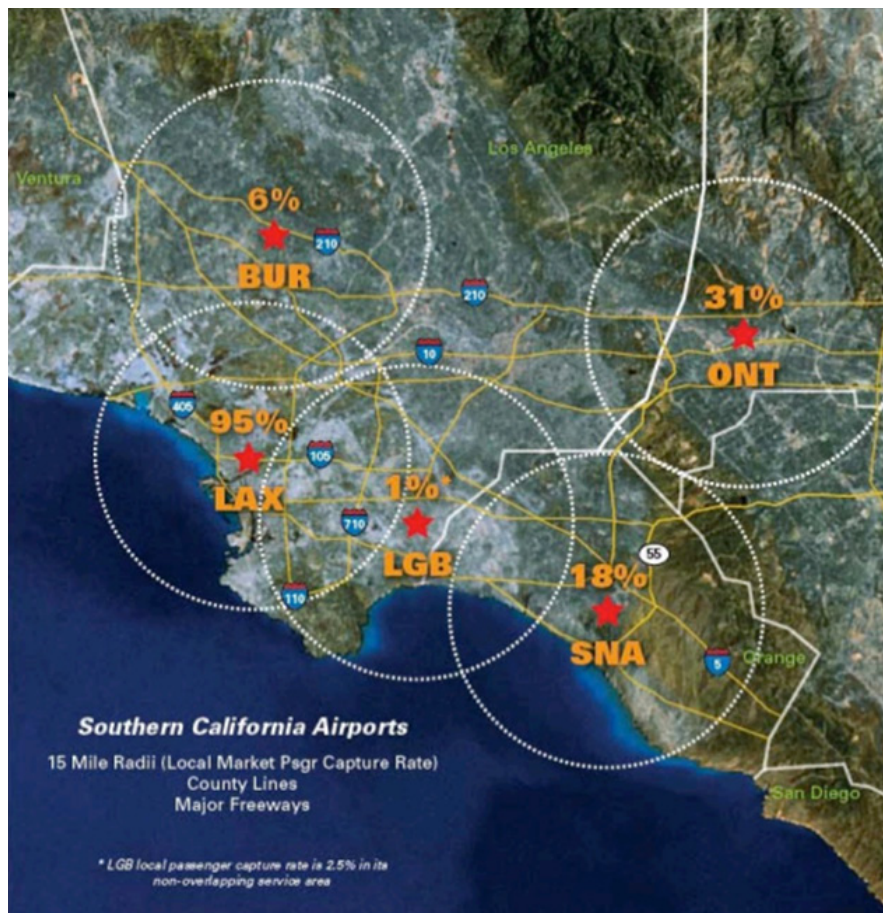 Los Angeles
Ventura
6%
210
BUR
210
31%
10
ONT
405
95%
105
LAX
1%*
710
LGB
55
18%
110
SNA
5
Orange
Southern California Airports
15 Mile Radii (Local Market Psgr Capture Rate)
County Lines
Major Freeways
San Diego
* LGB local passenger capture rate is 2.5% in its
non-overlapping service area